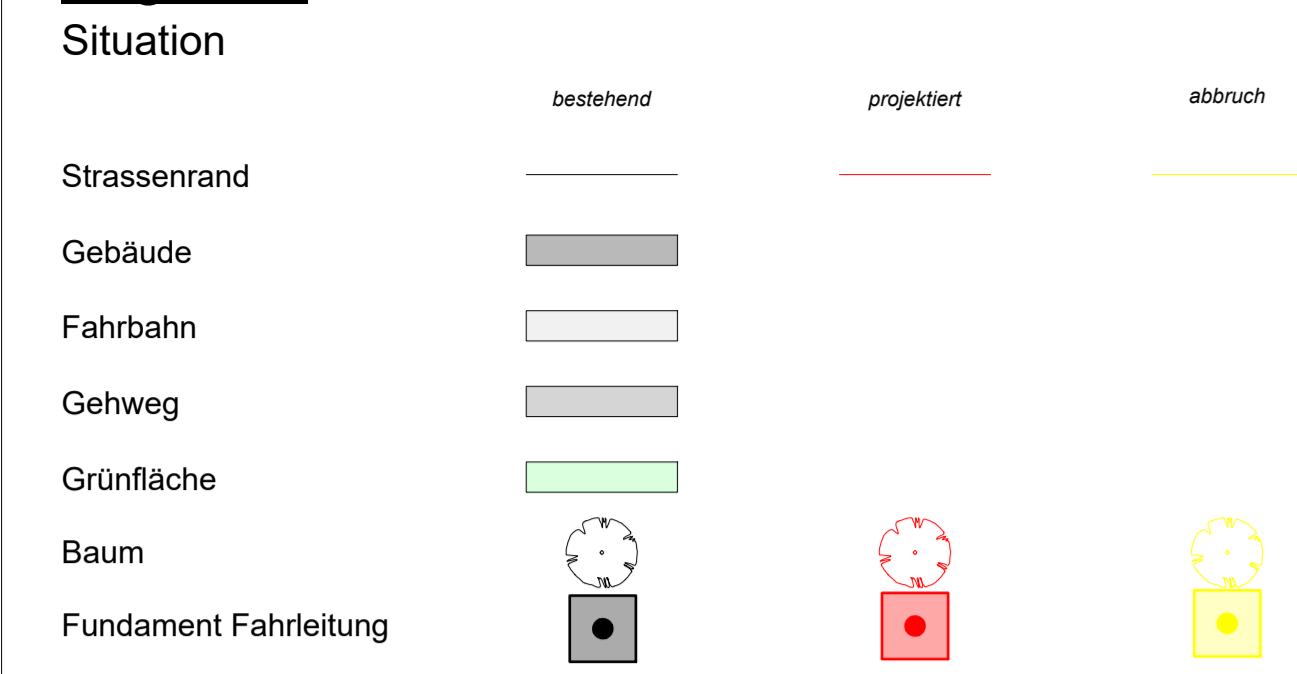 Situation
bestehend projektiert abbruch
Strassenrand
Gebäude
Fahrbahn
Gehweg
Grünfläche
Baum
Fundament Fahrleitung